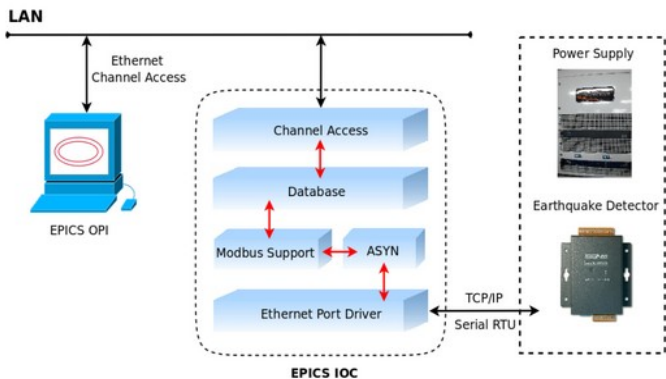 LAN
Ethernet
Channel Access
EPICS OPI
Channel Access
Database
Modbus Support
ASYN
Ethernet Port Driver
EPICS IOC
TCP/IP
Serial RTU
Power Supply
Earthquake Detector